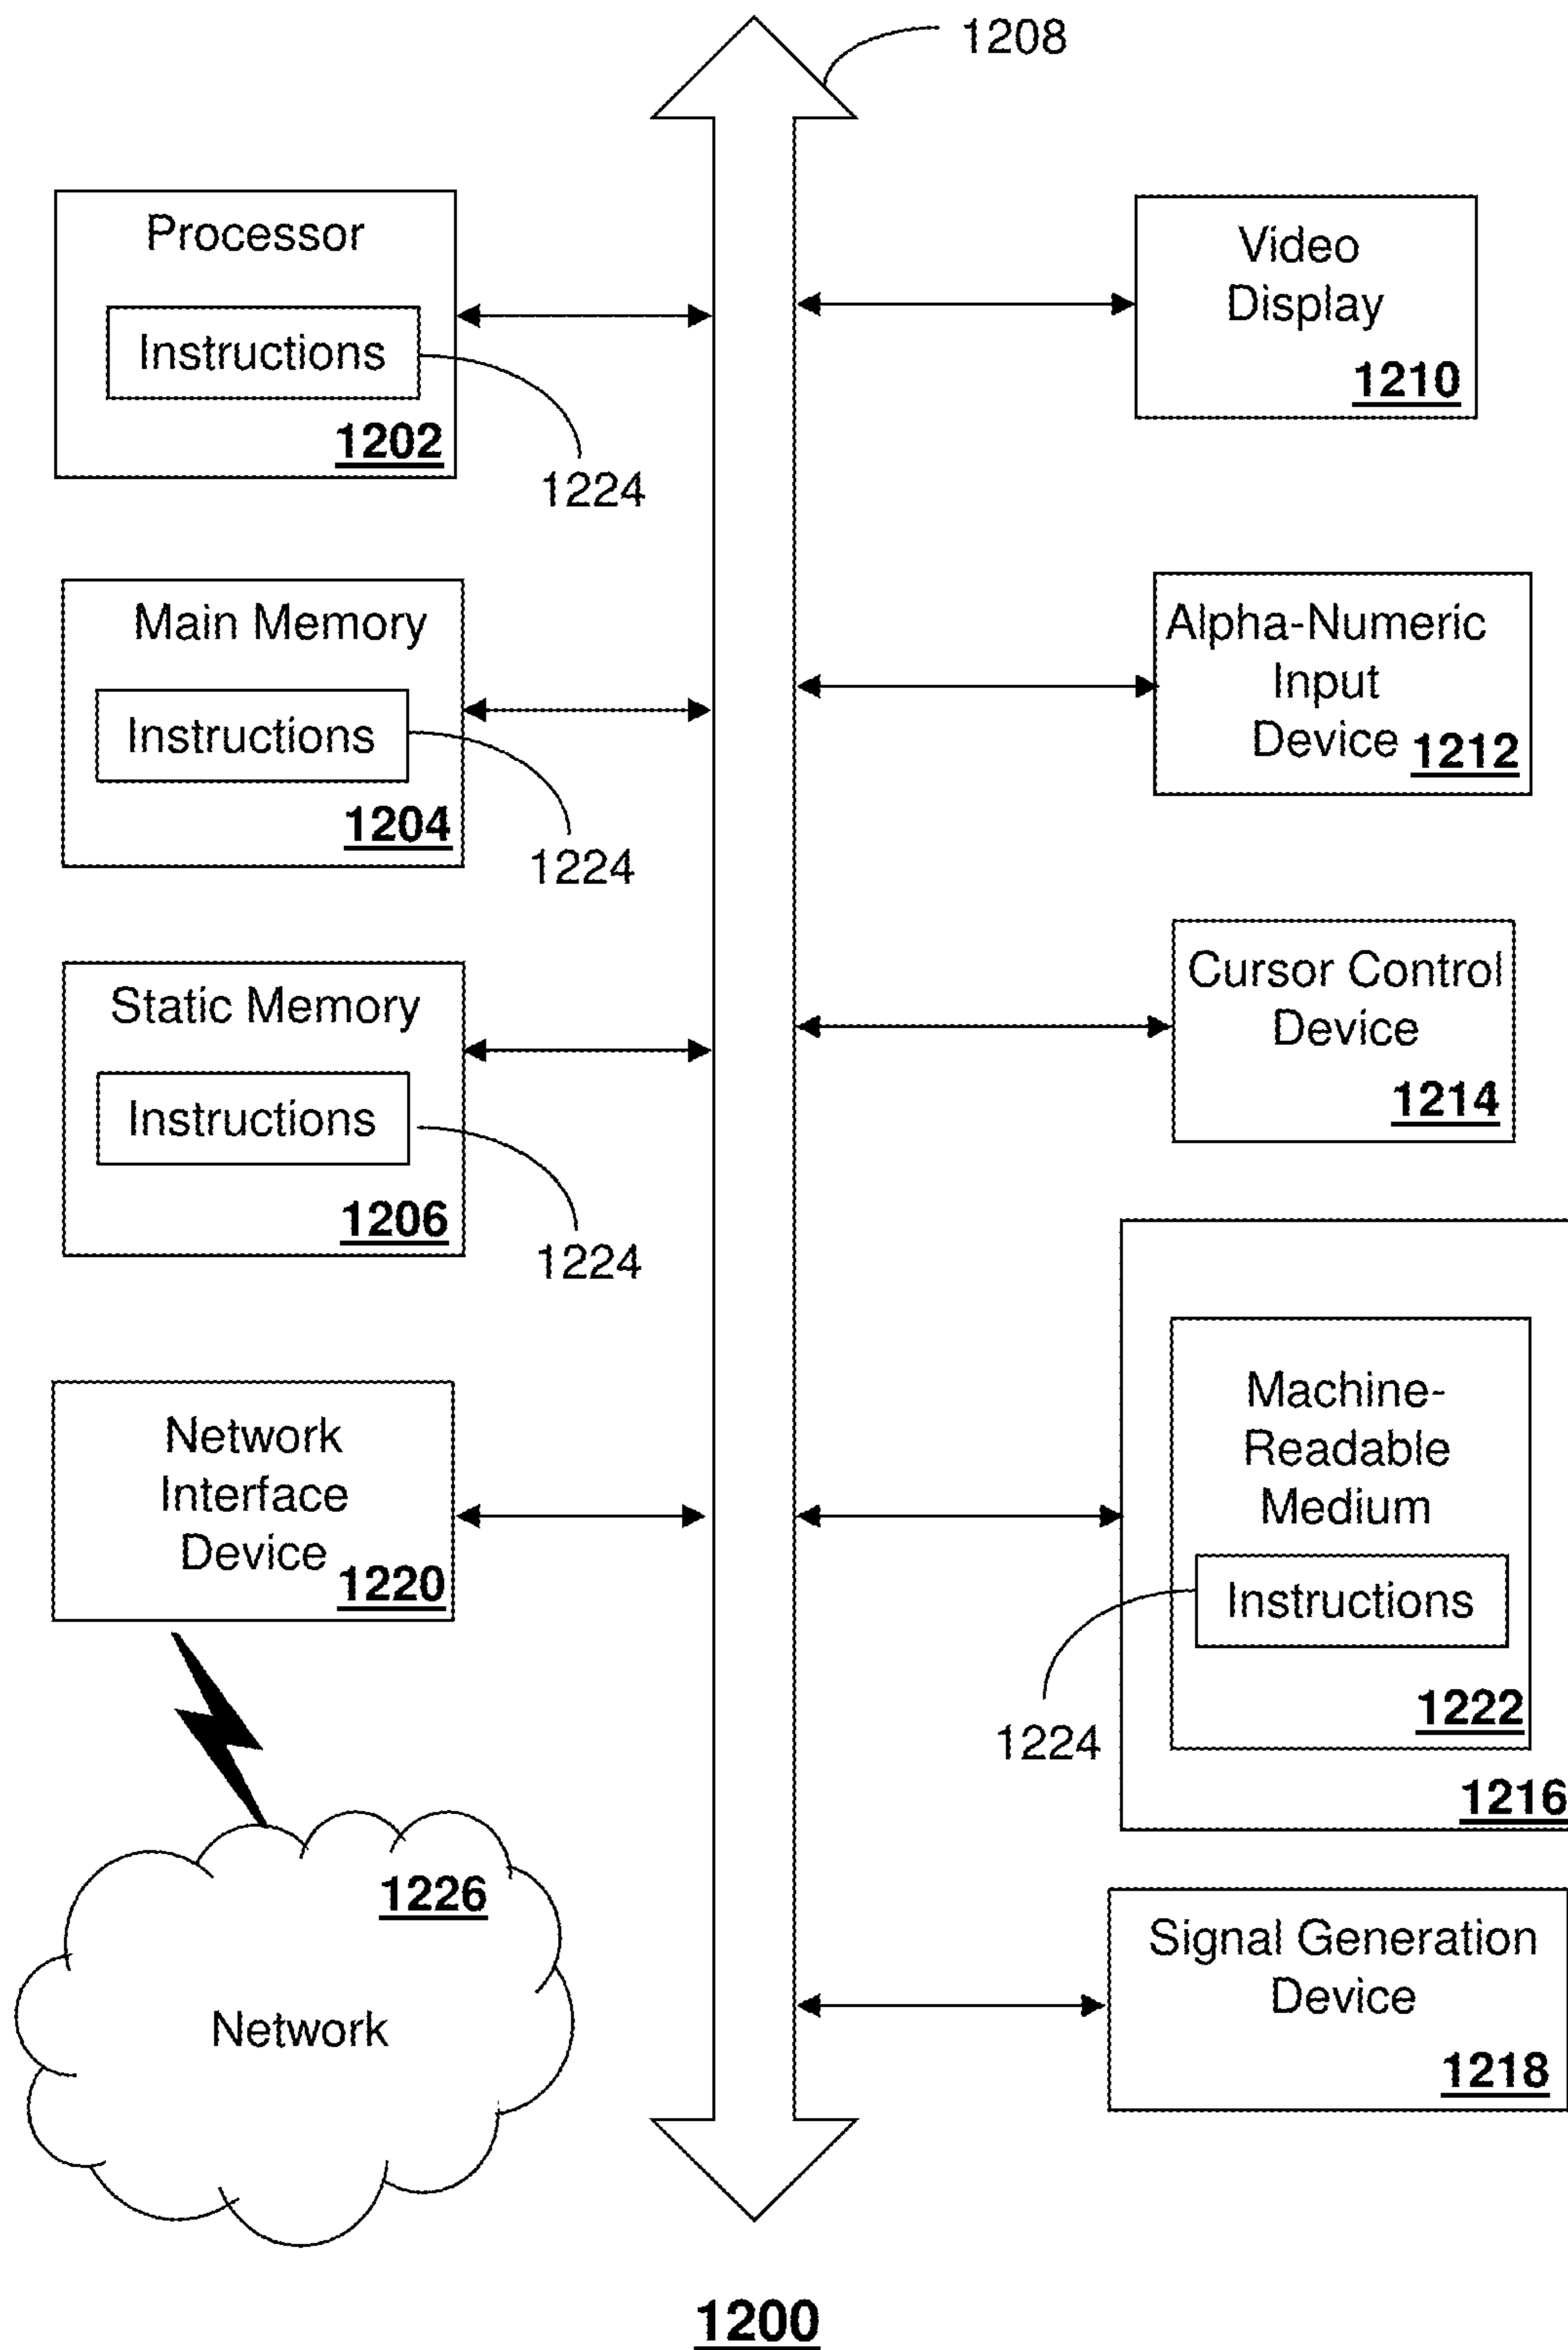 1208
Processor
Instructions
1202
1224
Main Memory
Instructions
1204
1224
Static Memory
Instructions
1206
1224
Network
Interface
Device
1220
1226
Network
Video
Display
1210
Alpha-Numeric
Input
Device 1212
Cursor Control
Device
1214
Machine-
Readable
Medium
Instructions
1222
1224
1216
Signal Generation
Device
1218
1200